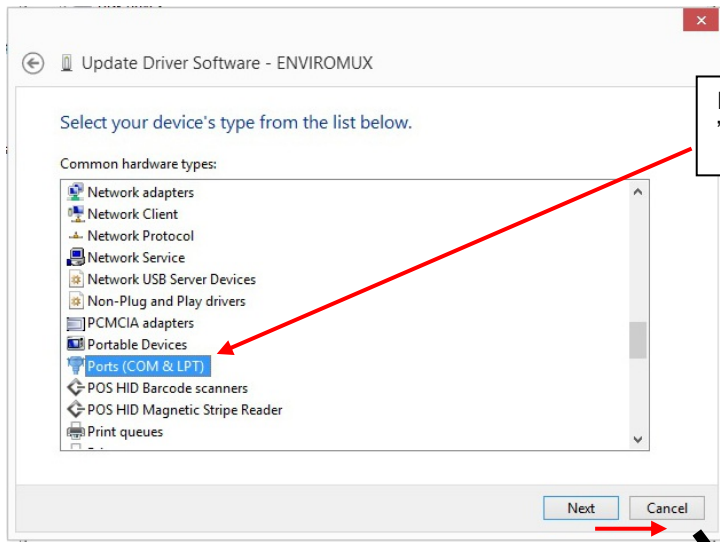 Update Driver Software - ENVIROMUX
Select your device's type from the list below.
Common hardware types:
Network adapters
Network Client
Network Protocol
Network Service
Network USB Server Devices
Non-Plug and Play drivers
PCMCIA adapters
Portable Devices
Ports (COM & LPT)
POS HID Barcode scanners
POS HID Magnetic Stripe Reader
Print queues
Next
Cancel